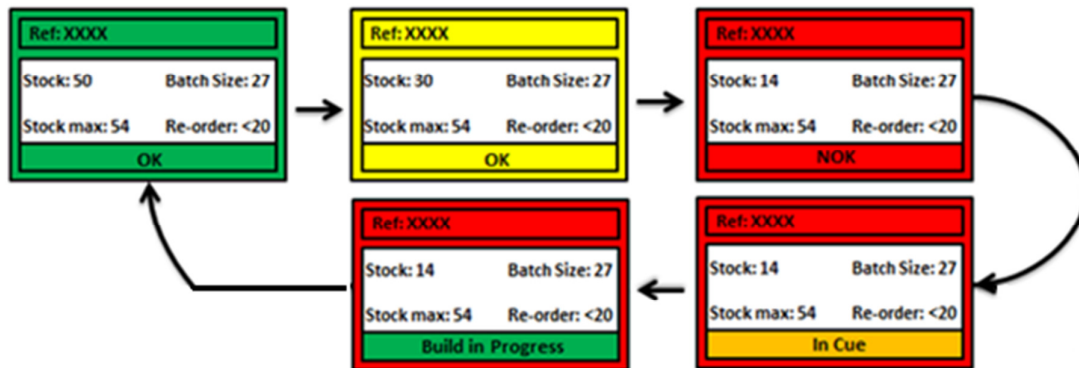 Ref: XXXX
Stock: 50 Batch Size: 27
Stock max: 54 Re-order: <20
OK
Ref: XXXX
Stock: 30 Batch Size: 27
Stock max: 54 Re-order: <20
OK
Ref: XXXX
Stock: 14 Batch Size: 27
Stock max: 54 Re-order: <20
NOK
Ref: XXXX
Stock: 14 Batch Size: 27
Stock max: 54 Re-order: <20
In Cue
Ref: XXXX
Stock: 14 Batch Size: 27
Stock max: 54 Re-order: <20
Build in Progress